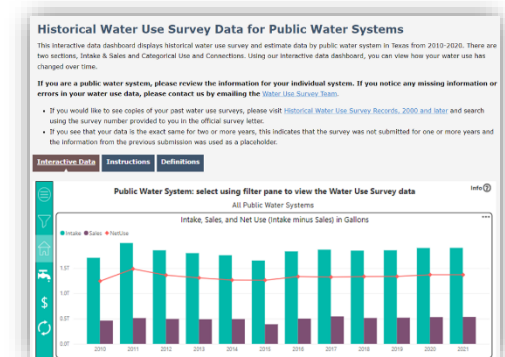 Historical Water Use Survey Data for Public Water Systems
This interactive data dashboard displays historical water use survey and estimate data by public water system in Texas from 2010-2020. There are
two sections, Intake & Sales and Categorical Use and Connections. Using our interactive data dashboard, you can view how your water use has
changed over time.
If you are a public water system, please review the information for your individual system. If you notice any missing information or
errors in your water use data, please contact us by emailing the Water Use Survey Team.
• If you would like to see copies of your past water use surveys, please visit Historical Water Use Survey Records, 2000 and later and search
using the survey number provided to you in the official survey letter.
• If you see that your data is the exact same for two or more years, this indicates that the survey was not submitted for one or more years and
the information from the previous submission was used as a placeholder.
Interactive Data Instructions Definitions
Public Water System: select using filter pane to view the Water Use Survey data Info?
All Public Water Systems
Intake, Sales, and Net Use (Intake minus Sales) in Gallons
Intake Sales NetUse
1.5T
1.0T
$
0.5T
0.0T
2010 2011 2012 2013 2014 2015 2016 2017 2018 2019 2020 2021